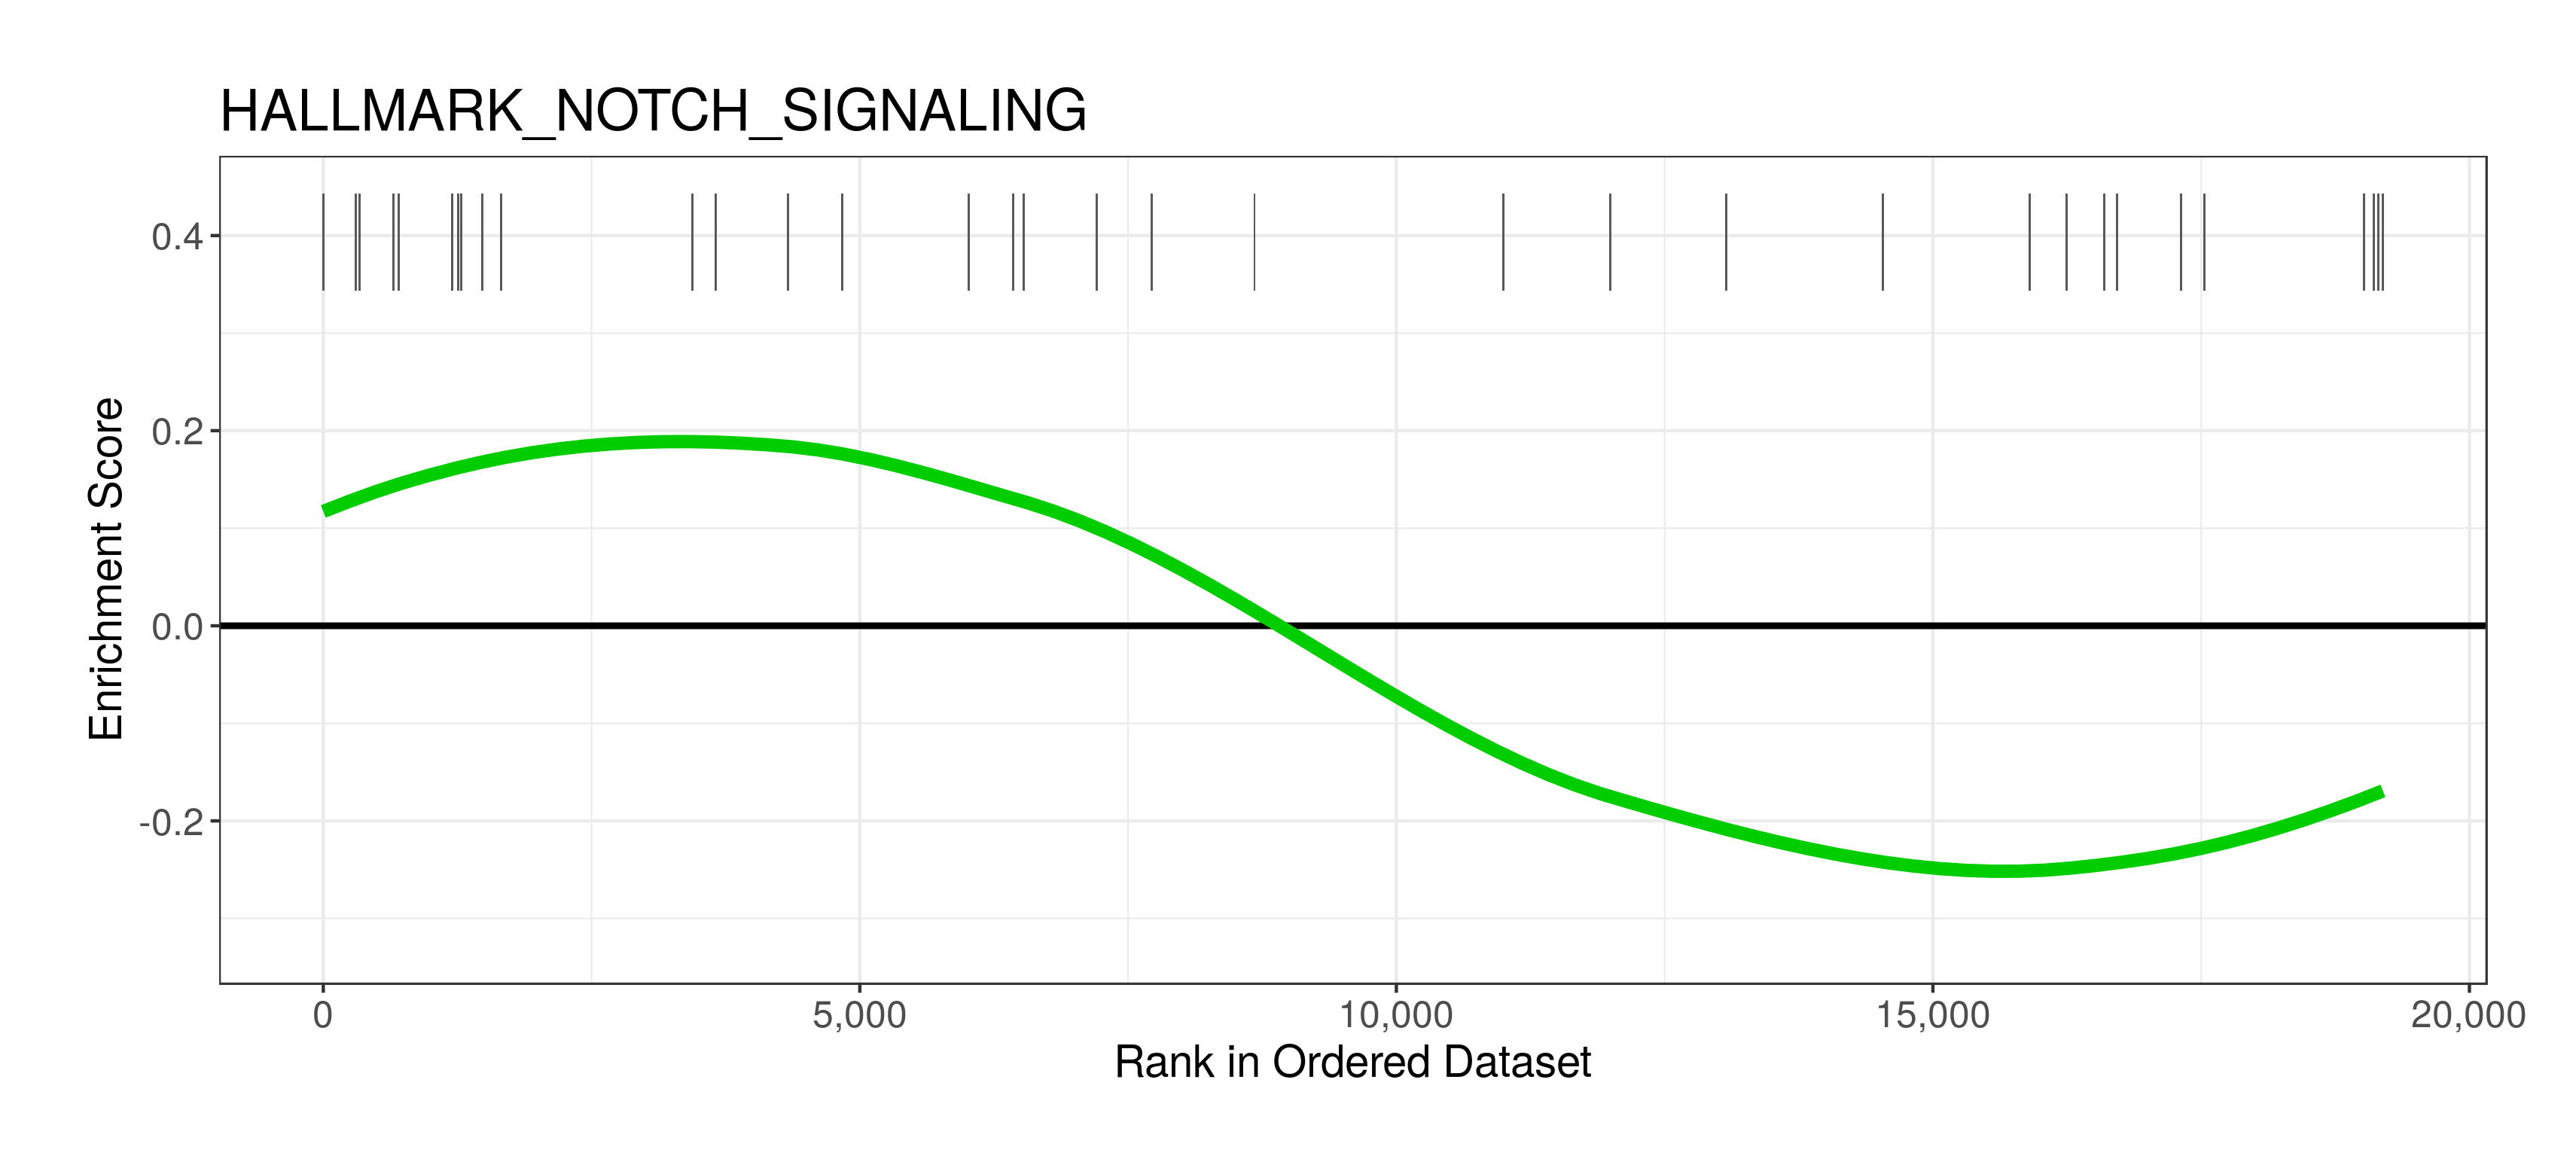 HALLMARK_NOTCH_SIGNALING
0.4
0.2
0.0
-0.2
Enrichment Score
0 5,000 10,000 15,000 20,000
Rank in Ordered Dataset